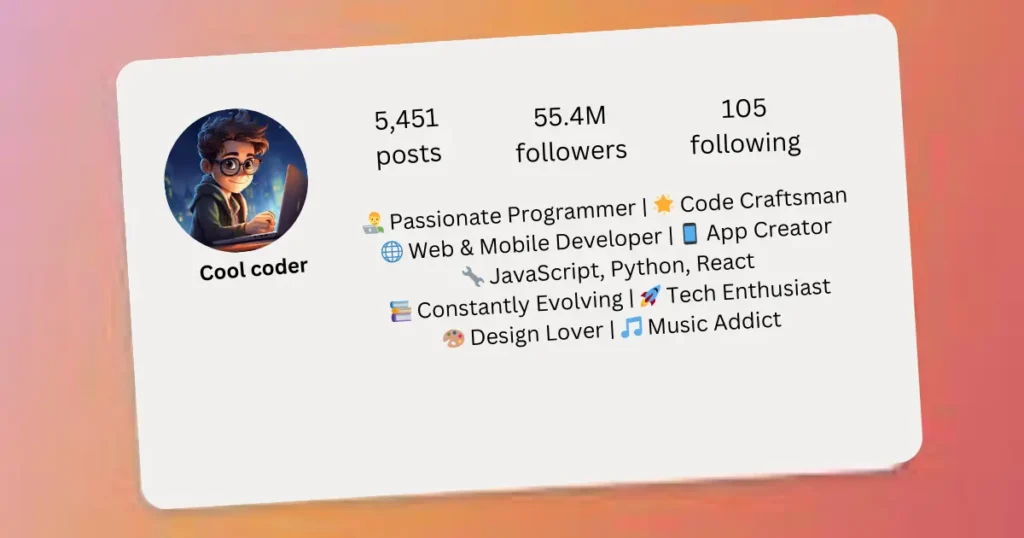 5,451 55.4M 105
posts followers following
👨‍💻 Passionate Programmer | 🌟 Code Craftsman
🌐 Web & Mobile Developer | 📱 App Creator
🔧 JavaScript, Python, React
📚 Constantly Evolving | 🚀 Tech Enthusiast
🎨 Design Lover | 🎵 Music Addict
Cool coder